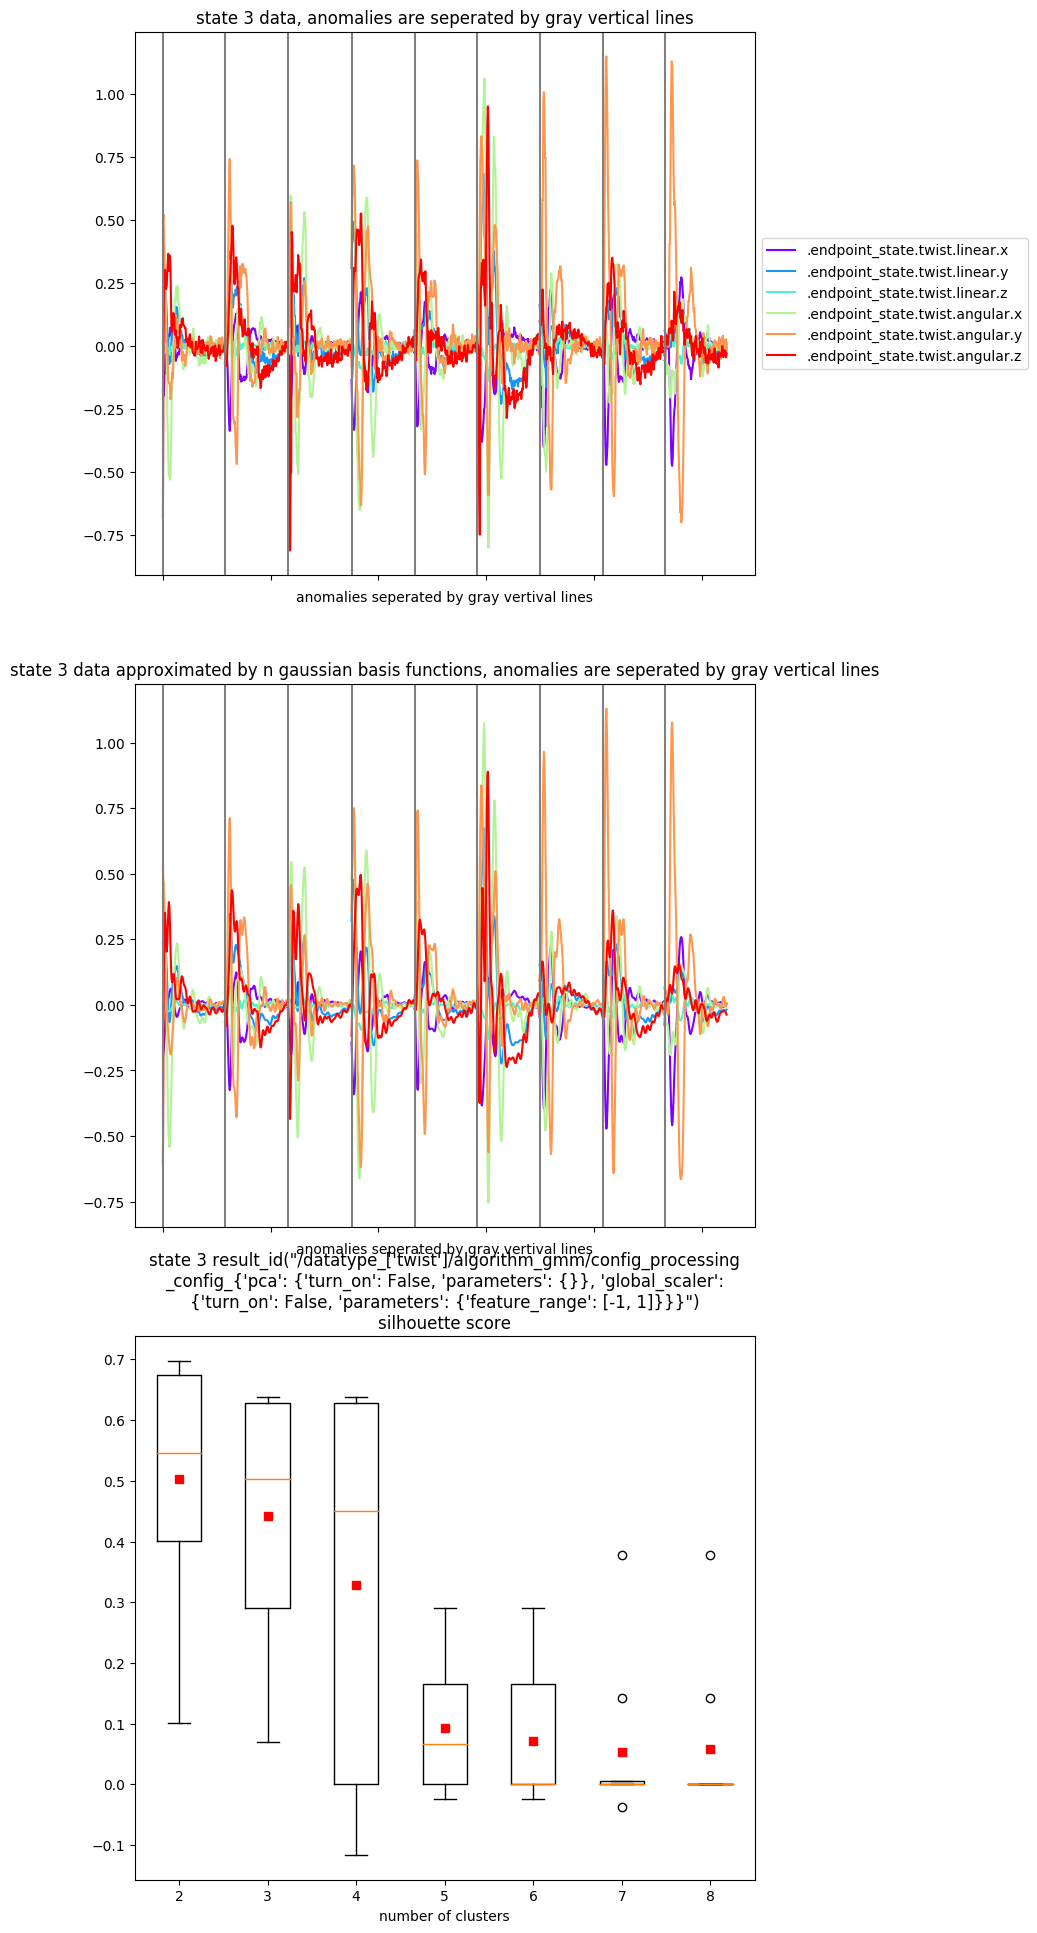 state 3 data, anomalies are seperated by gray vertical lines
1.00
0.75
0.50
0.25
0.00
−0.25
−0.50
−0.75
.endpoint_state.twist.linear.x
.endpoint_state.twist.linear.y
.endpoint_state.twist.linear.z
.endpoint_state.twist.angular.x
.endpoint_state.twist.angular.y
.endpoint_state.twist.angular.z
anomalies seperated by gray vertival lines
state 3 data approximated by n gaussian basis functions, anomalies are seperated by gray vertical lines
1.00
0.75
0.50
0.25
0.00
−0.25
−0.50
−0.75
anomalies seperated by gray vertival lines
state 3 result_id("/datatype_['twist']/algorithm_gmm/config_processing
_config_{'pca': {'turn_on': False, 'parameters': {}}, 'global_scaler':
{'turn_on': False, 'parameters': {'feature_range': [-1, 1]}}}")
silhouette score
0.7
0.6
0.5
0.4
0.3
0.2
0.1
0.0
−0.1
2 3 4 5 6 7 8
number of clusters